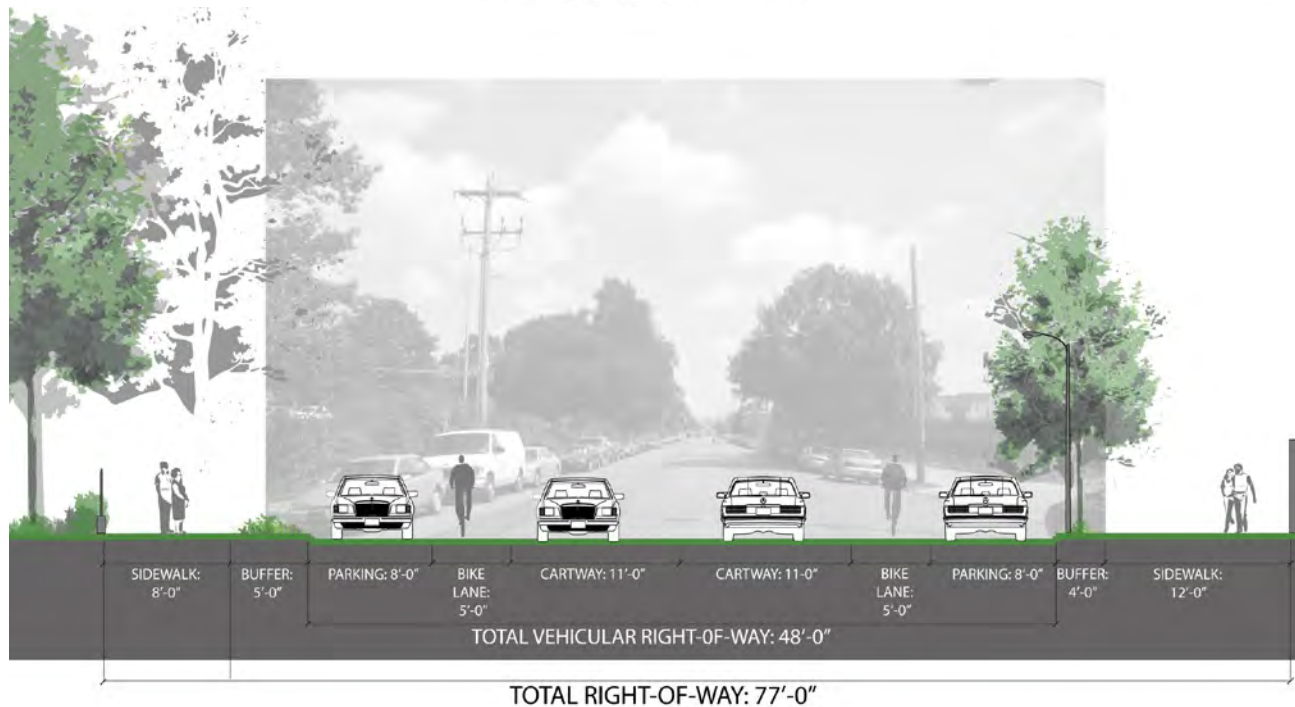 SIDEWALK:
8'-0"
BUFFER:
5'-0"
PARKING: 8'-0"
BIKE
LANE:
5'-0"
CARTWAY: 11'-0"
CARTWAY: 11-0"
BIKE
LANE:
5'-0"
PARKING: 8'-0"
BUFFER:
4'-0"
SIDEWALK:
12'-0"
TOTAL VEHICULAR RIGHT-0F-WAY: 48'-0"
TOTAL RIGHT-OF-WAY: 77'-0"